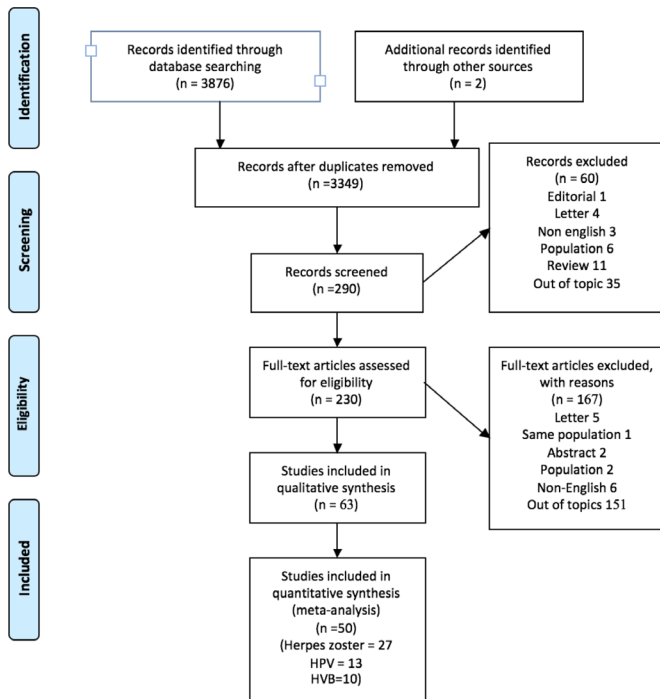 Identification
Records identified through
database searching
(n = 3876)
Additional records identified
through other sources
(n = 2)
Records after duplicates removed
(n =3349)
Screening
Records excluded
(n = 60)
Editorial 1
Letter 4
Non english 3
Population 6
Review 11
Out of topic 35
Records screened
(n =290)
Eligibility
Full-text articles assessed
for eligibility
(n = 230)
Full-text articles excluded,
with reasons
(n = 167)
Letter 5
Same population 1
Abstract 2
Population 2
Non-English 6
Out of topics 151
Studies included in
qualitative synthesis
(n = 63)
Included
Studies included in
quantitative synthesis
(meta-analysis)
(n =50)
(Herpes zoster = 27
HPV = 13
HVB=10)